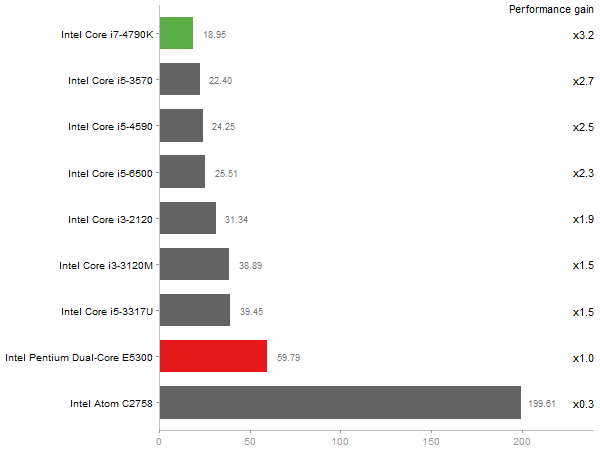 Performance gain
Intel Core i7-4790K 18.95 x3.2
Intel Core i5-3570 22.40 x2.7
Intel Core i5-4590 24.25 x2.5
Intel Core i5-6500 25.51 x2.3
Intel Core i3-2120 31.34 x1.9
Intel Core i3-3120M 38.89 x1.5
Intel Core i5-3317U 39.45 x1.5
Intel Pentium Dual-Core E5300 59.79 x1.0
Intel Atom C2758 199.61 x0.3
0 50 100 150 200